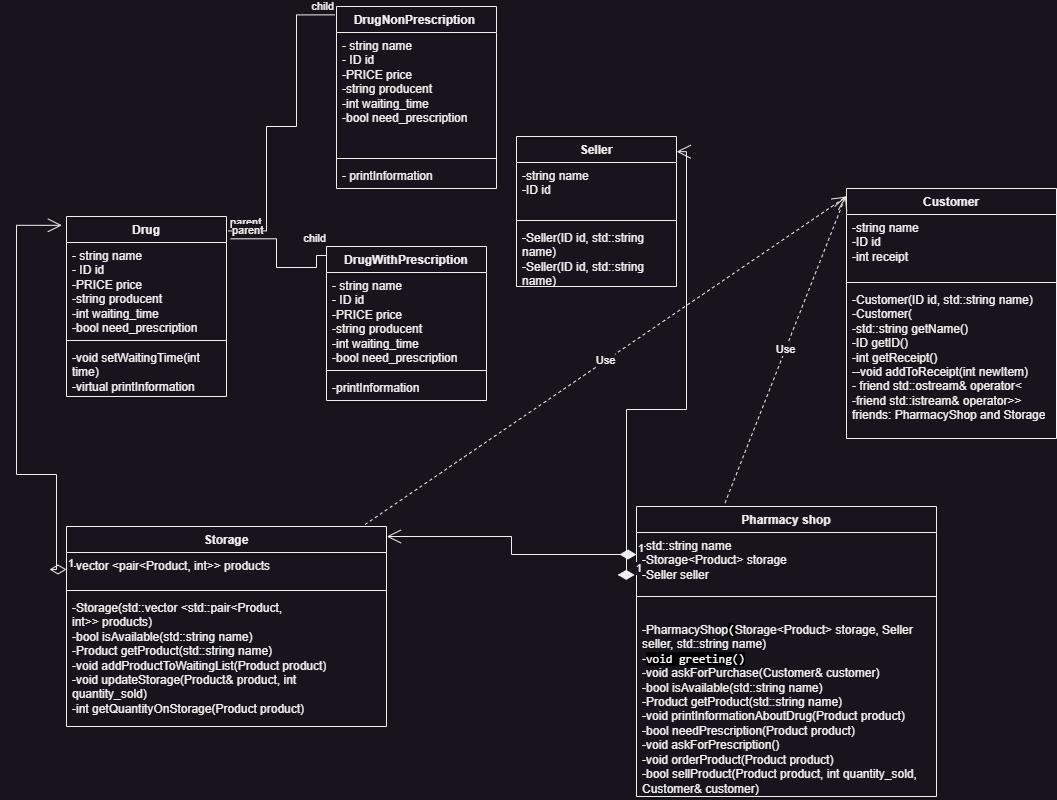 child
DrugNonPrescription
- string name
- ID id
-PRICE price
-string producent
-int waiting_time
-bool need_prescription
- printInformation
Seller
-string name
-ID id
-Seller(ID id, std::string
name)
-Seller(ID id, std::string
name)
Customer
-string name
-ID id
-int receipt
-Customer(ID id, std::string name)
-Customer(
-std::string getName()
-ID getID()
-int getReceipt()
--void addToReceipt(int newItem)
- friend std::ostream& operator<
-friend std::istream& operator>>
friends: PharmacyShop and Storage
parent
-parent
Drug
- string name
- ID id
-PRICE price
-string producent
-int waiting_time
-bool need_prescription
-void setWaitingTime(int
time)
-virtual printInformation
child
DrugWithPrescription
- string name
- ID id
-PRICE price
-string producent
-int waiting_time
-bool need_prescription
-printInformation
Use
Use
Storage
1
-vector <pair<Product, int>> products
-Storage(std::vector <std::pair<Product,
int>> products)
-bool isAvailable(std::string name)
-Product getProduct(std::string name)
-void addProductToWaitingList(Product product)
-void updateStorage(Product& product, int
quantity_sold)
-int getQuantityOnStorage(Product product)
Pharmacy shop
1
-std::string name
-Storage<Product> storage
1
-Seller seller
-PharmacyShop(Storage<Product> storage, Seller
seller, std::string name)
-void greeting()
-void askForPurchase(Customer& customer)
-bool isAvailable(std::string name)
-Product getProduct(std::string name)
-void printInformationAboutDrug(Product product)
-bool needPrescription(Product product)
-void askForPrescription()
-void orderProduct(Product product)
-bool sellProduct(Product product, int quantity_sold,
Customer& customer)